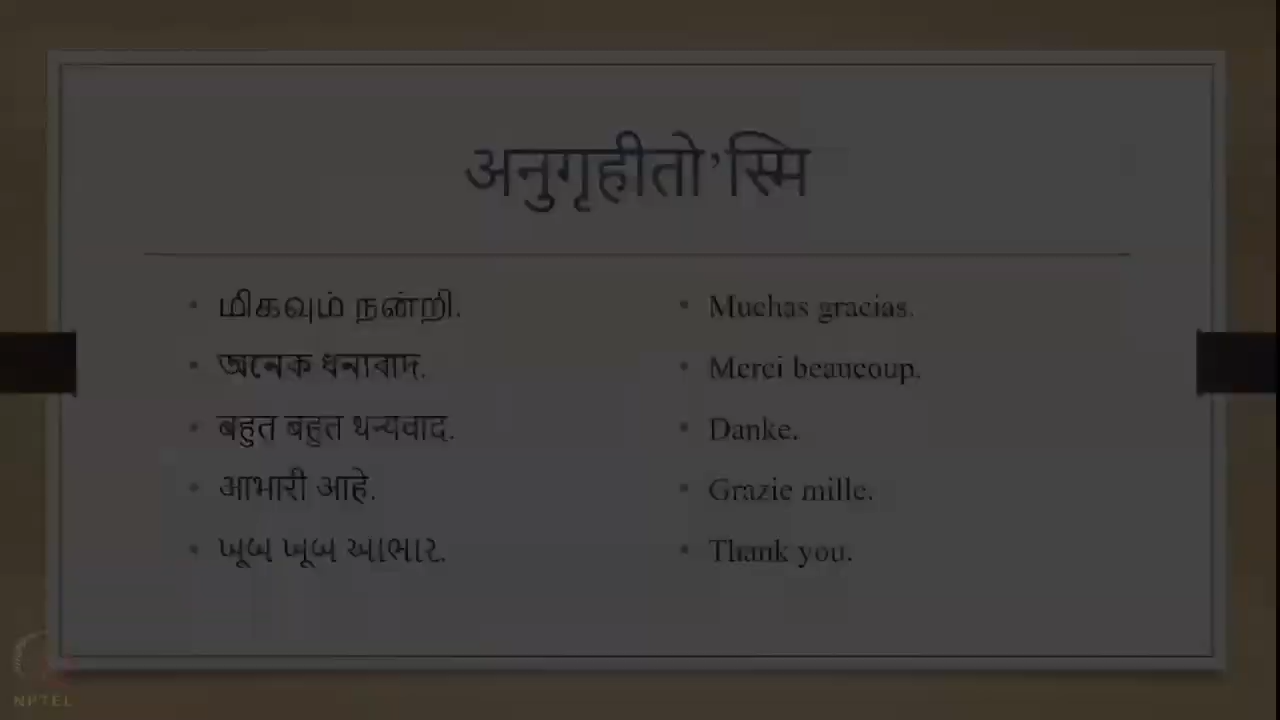 अनुगृहीतो’स्मि
மிகவும் நன்றி.
অনেক ধন্যবাদ.
बहुत बहुत धन्यवाद.
आभारी आहे.
ખૂબ ખૂબ આભાર.
Muchas gracias.
Merci beaucoup.
Danke.
Grazie mille.
Thank you.
NPTEL